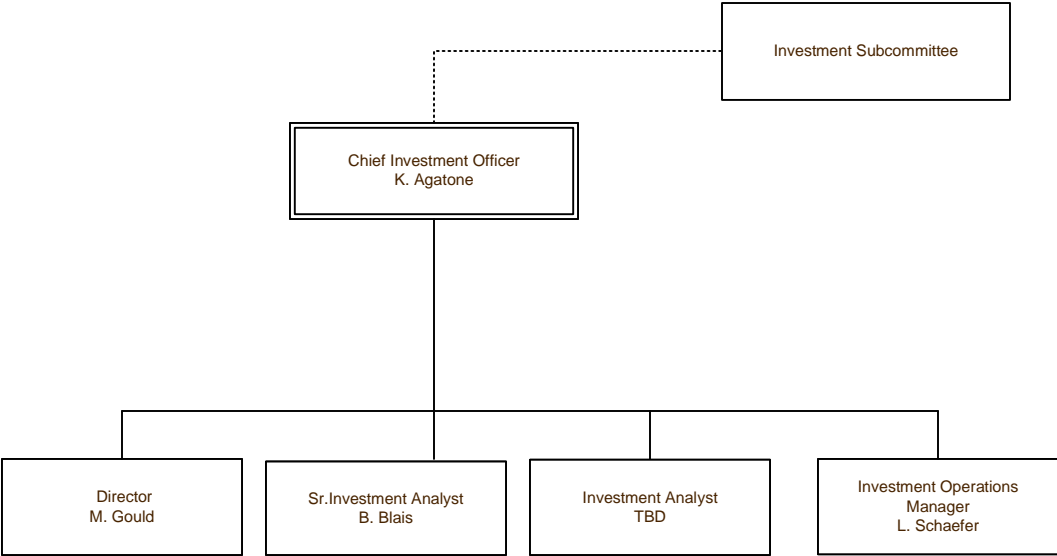 Investment Subcommittee
Chief Investment Officer
K. Agatone
Director
M. Gould
Sr.Investment Analyst
B. Blais
Investment Analyst
TBD
Investment Operations
Manager
L. Schaefer